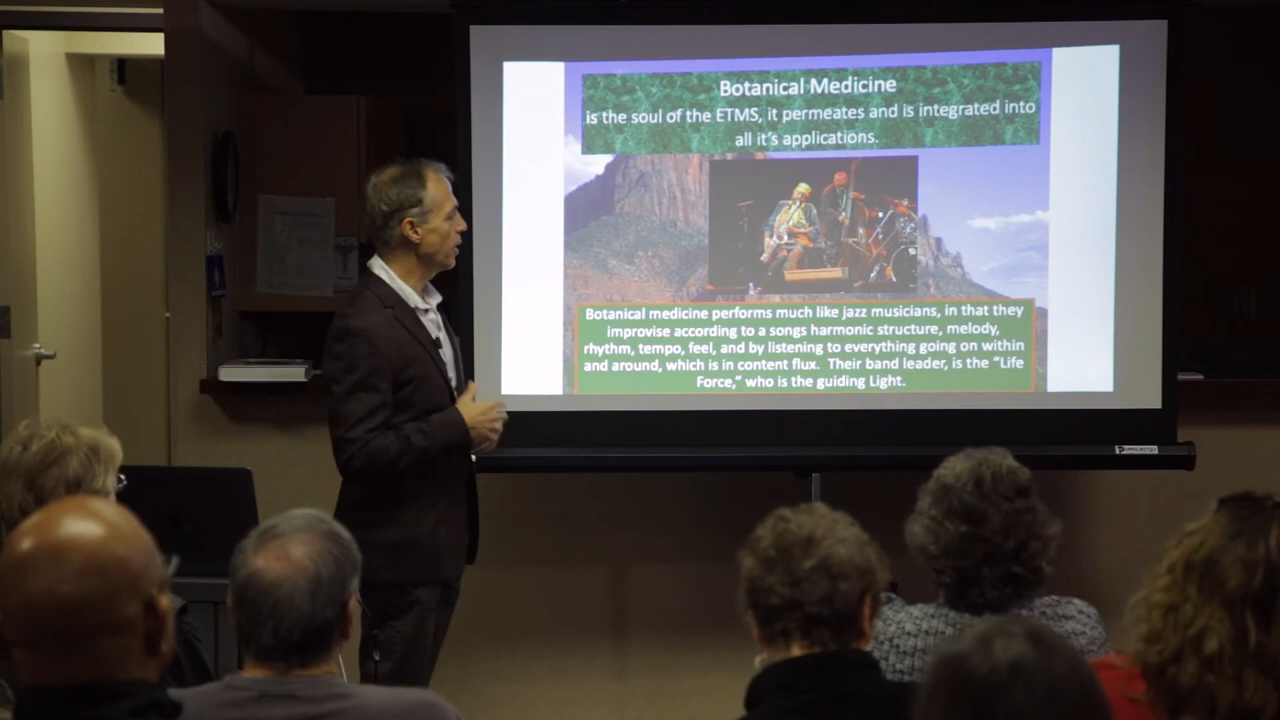 Botanical Medicine
is the soul of the ETMS, it permeates and is integrated into
all it's applications.
Botanical medicine performs much like jazz musicians, in that they
improvise according to a songs harmonic structure, melody,
rhythm, tempo, feel, and by listening to everything going on within
and around, which is in content flux. Their band leader, is the “Life
Force,” who is the guiding Light.